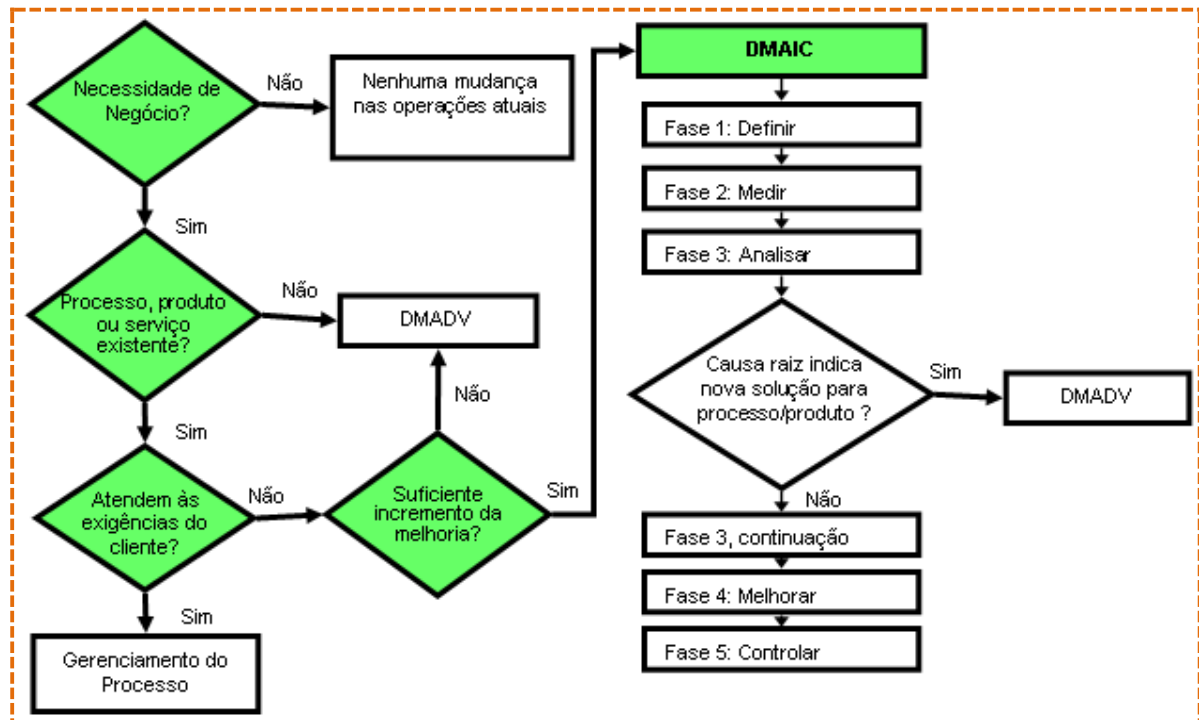 Necessidade de
Negócio?
Não
Nenhuma mudança
nas operações atuais
Sim
Processo, produto
ou serviço
existente?
Não
DMADV
Não
Sim
Atendem às
exigências do
cliente?
Não
Suficiente
incremento da
melhoria?
Sim
Sim
Gerenciamento do
Processo
DMAIC
Fase 1: Definir
Fase 2: Medir
Fase 3: Analisar
Causa raiz indica
nova solução para
processo/produto ?
Sim
DMADV
Não
Fase 3, continuação
Fase 4: Melhorar
Fase 5: Controlar